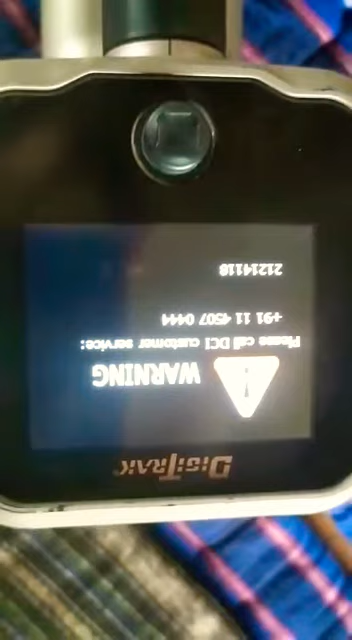 DIGITRAK
WARNING
Please call DCI customer service:
+91 11 4507 0444
21214118